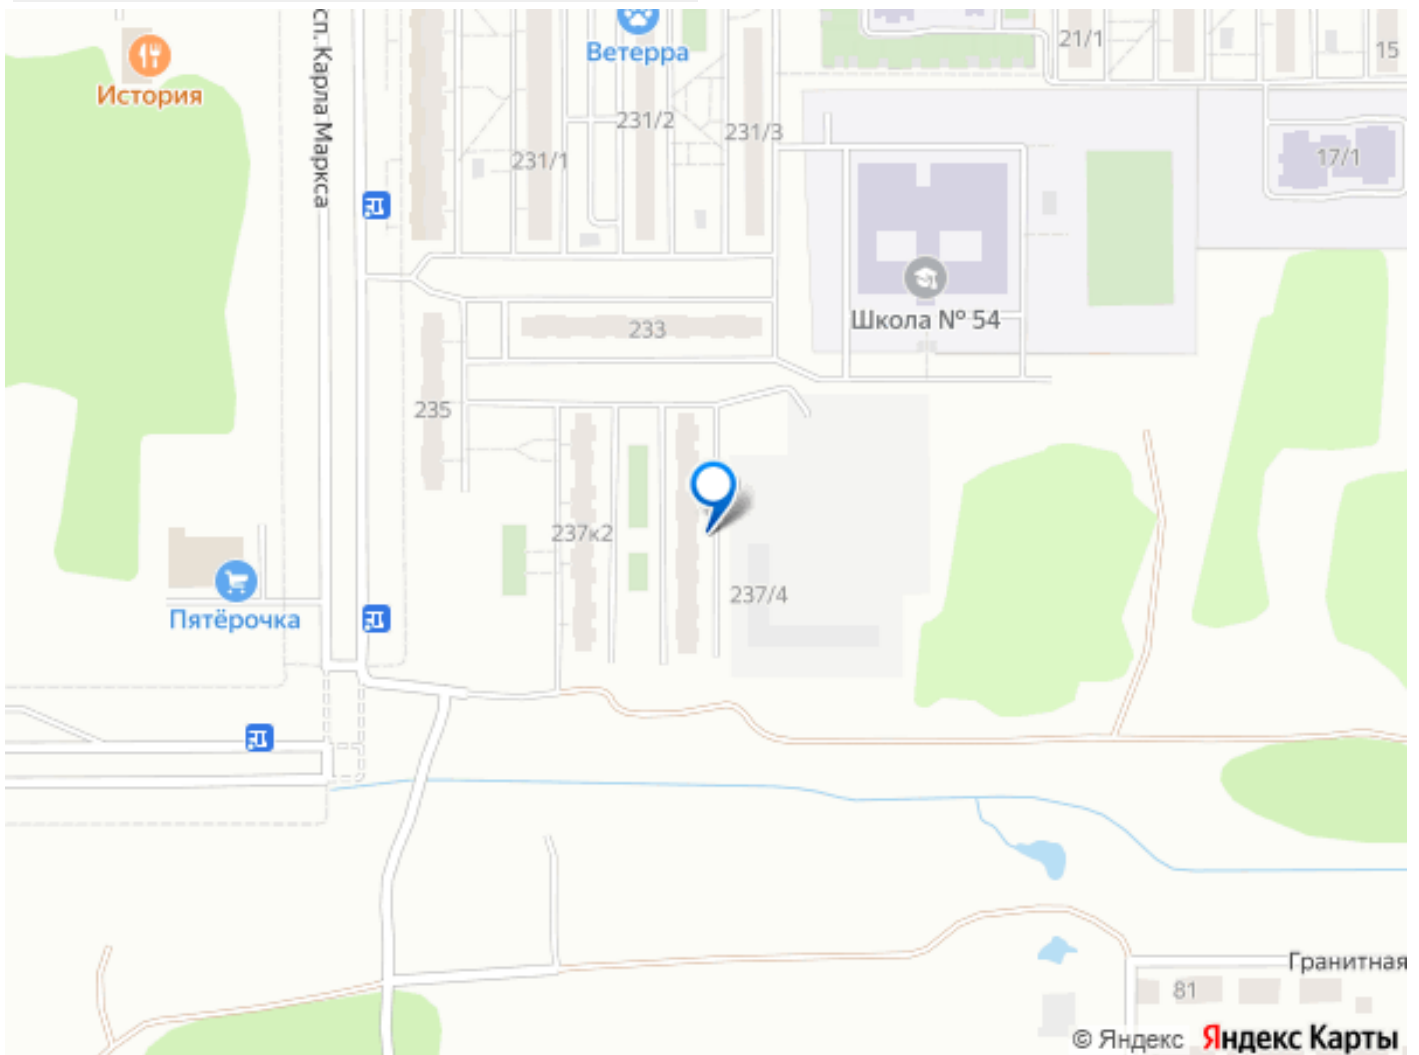 21/1
15
Ветерра
История
сп. Карла Маркса
231/2
231/3
231/1
17/1
Школа № 54
233
235
237к2
237/4
Пятёрочка
Гранитная
81
© Яндекс Яндекс Карты